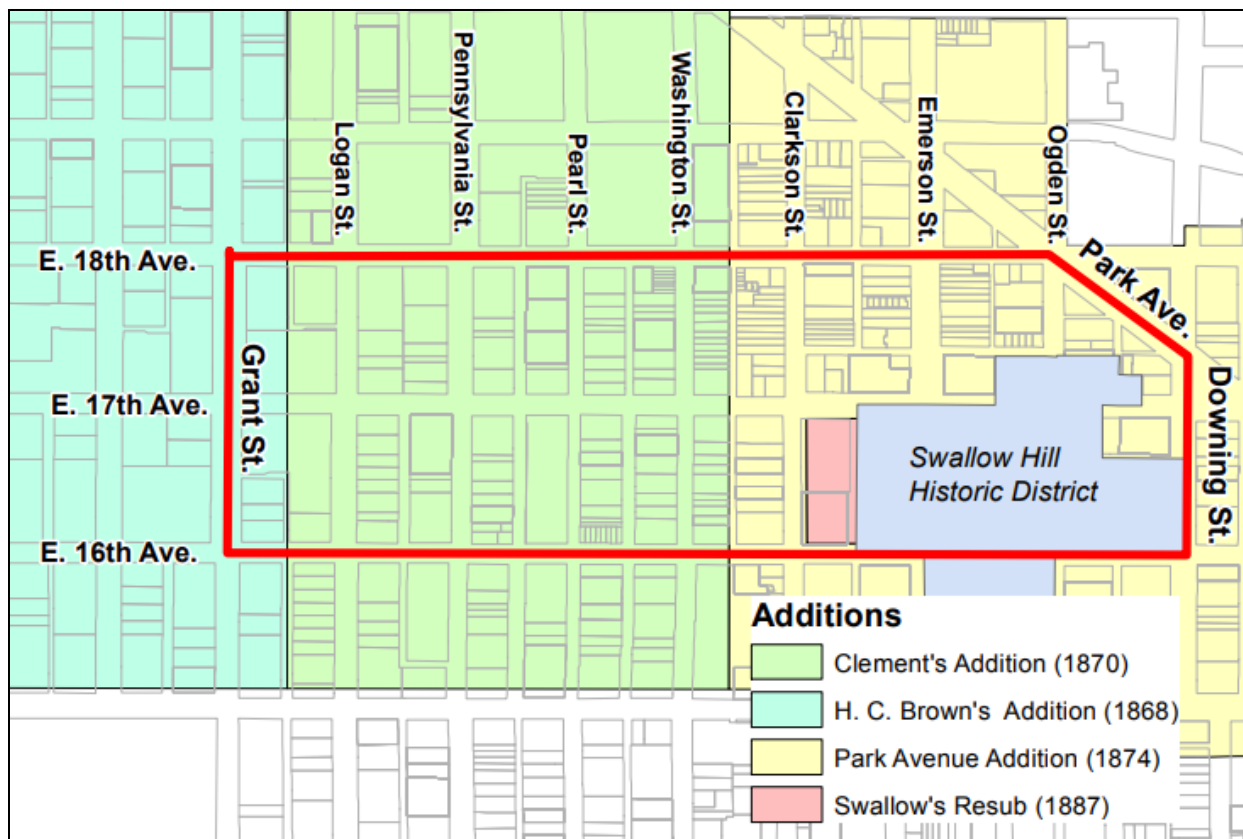 Logan St.
Pennsylvania St.
Pearl St.
Washington St.
Clarkson St.
Emerson St.
Ogden St.
Park Ave.
E. 18th Ave.
E. 17th Ave.
Grant St.
Downing St.
Swallow Hill
Historic District
E. 16th Ave.
Additions
Clement's Addition (1870)
H. C. Brown's Addition (1868)
Park Avenue Addition (1874)
Swallow's Resub (1887)